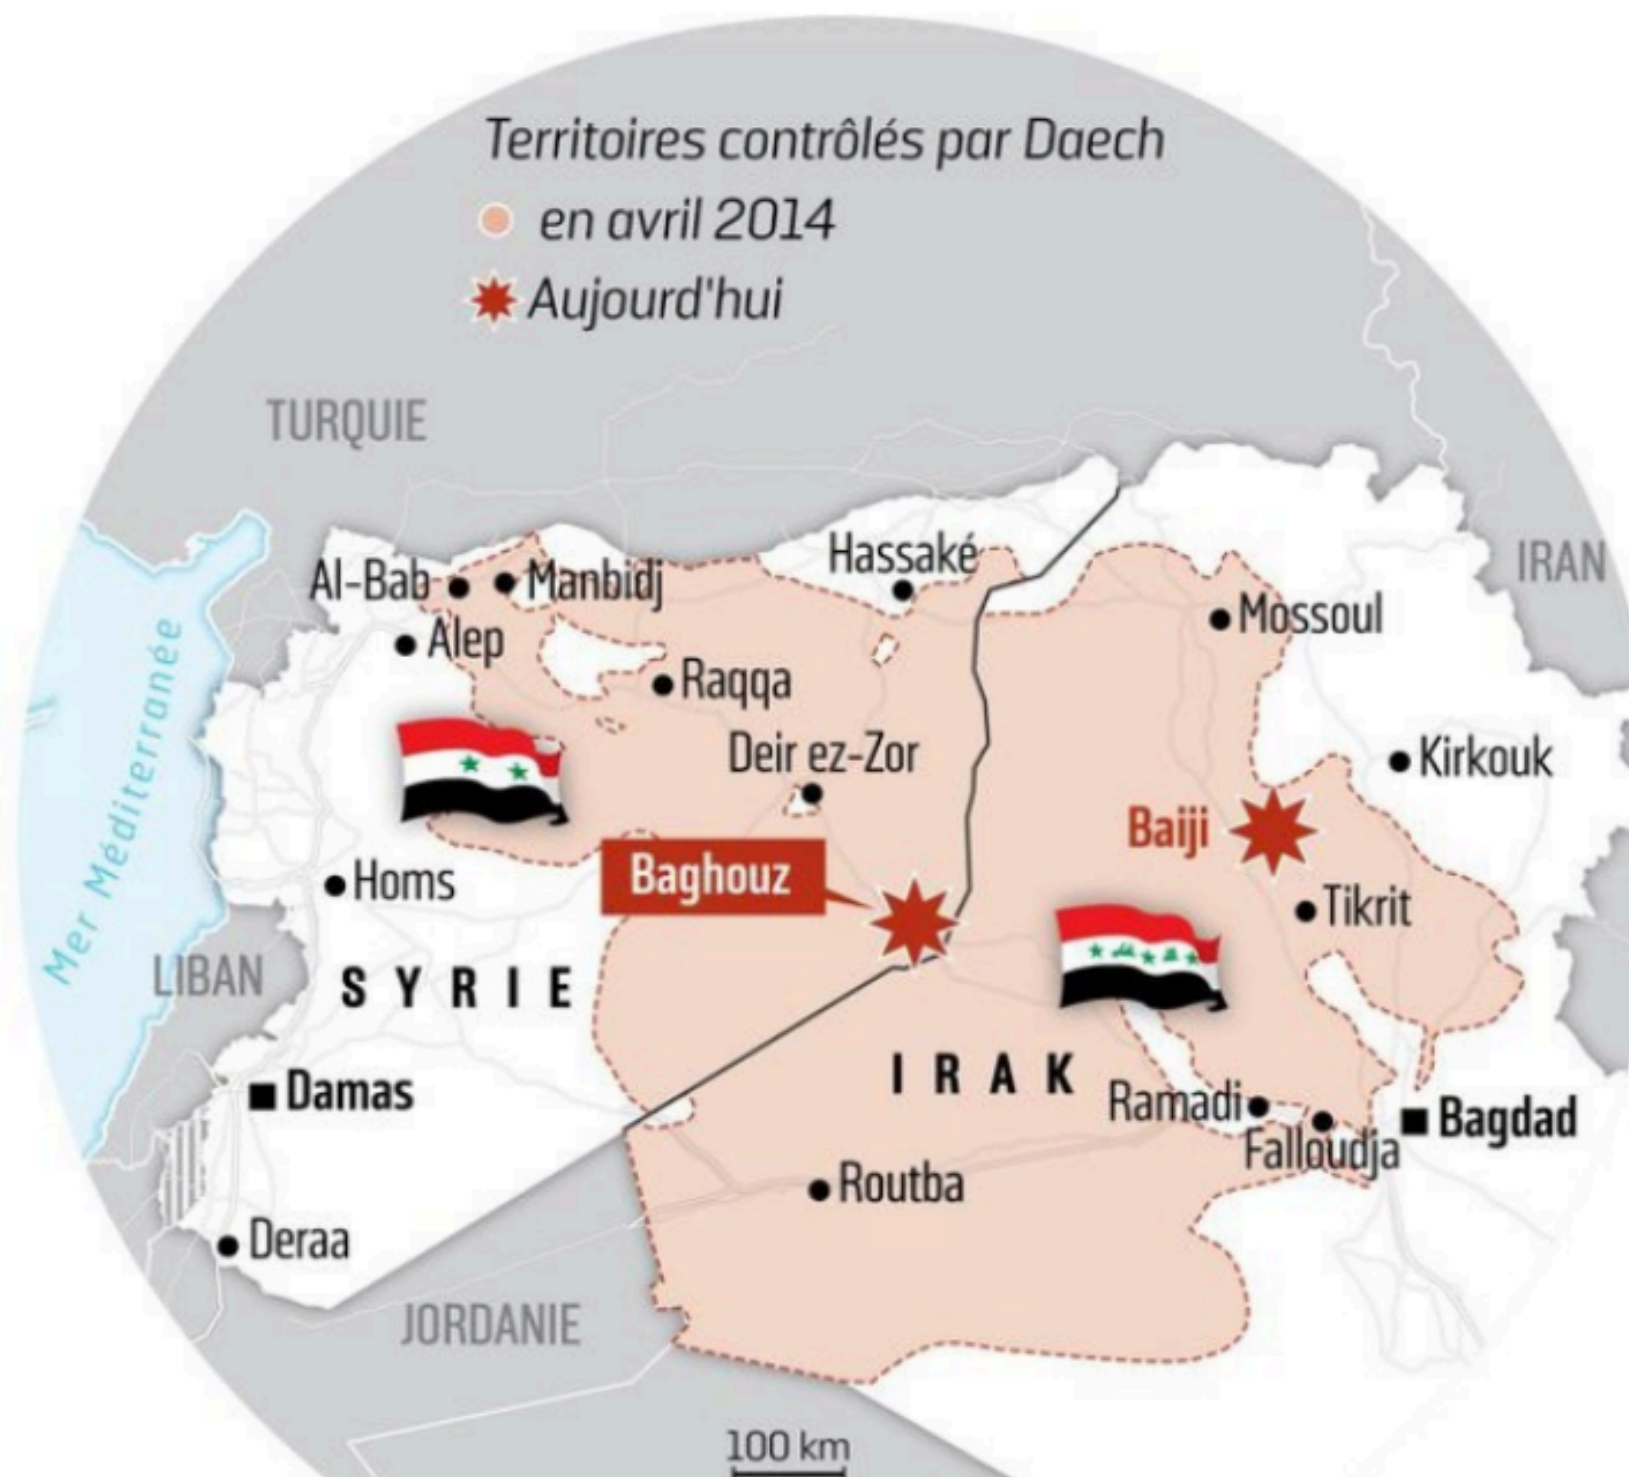 Territoires contrôlés par Daech
en avril 2014
Aujourd'hui
TURQUIE
IRAN
Hassaké
Al-Bab
Manbidj
Mossoul
Alep
Raqqa
Mer Méditerranée
Deir ez-Zor
Kirkouk
Baiji
Baghouz
Homs
Tikrit
LIBAN
SYRIE
IRAK
Damas
Ramadi
Bagdad
Falloudja
Routba
Deraa
JORDANIE
100 km